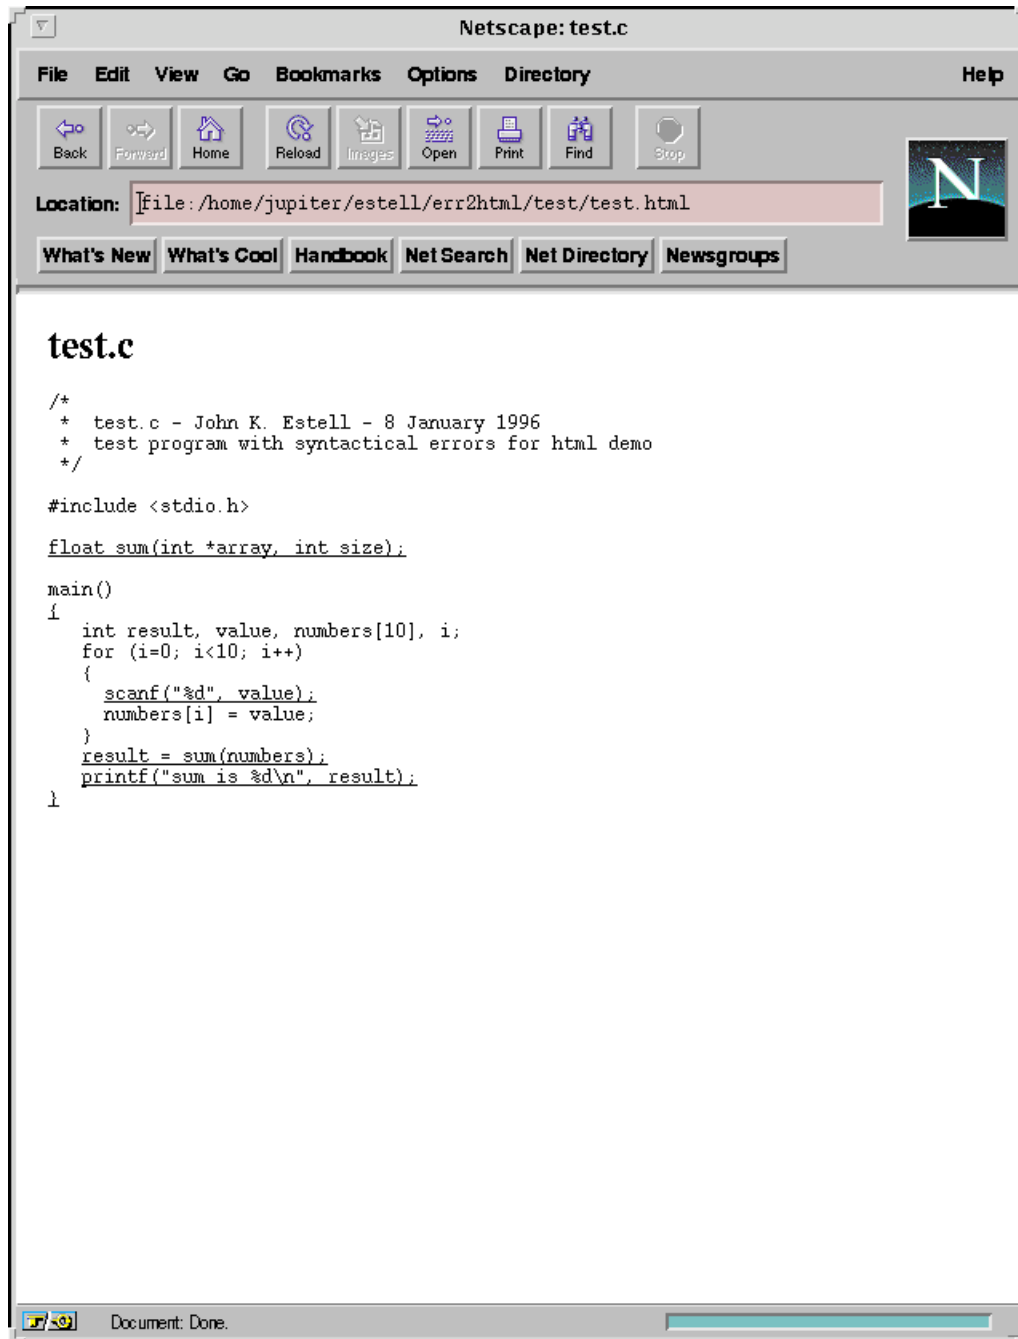 Netscape: test.c
File Edit View Go Bookmarks Options Directory Help
Back Forward Home Reload Images Open Print Find Stop
N
Location: file:/home/jupiter/estell/err2html/test/test.html
What's New What's Cool Handbook Net Search Net Directory Newsgroups
test.c
/*
 *  test.c - John K. Estell - 8 January 1996
 *  test program with syntactical errors for html demo
 */
#include <stdio.h>
float sum(int *array, int size);
main()
{
   int result, value, numbers[10], i;
   for (i=0; i<10; i++)
   {
     scanf("%d", value);
     numbers[i] = value;
   }
   result = sum(numbers);
   printf("sum is %d\n", result);
}
Document: Done.